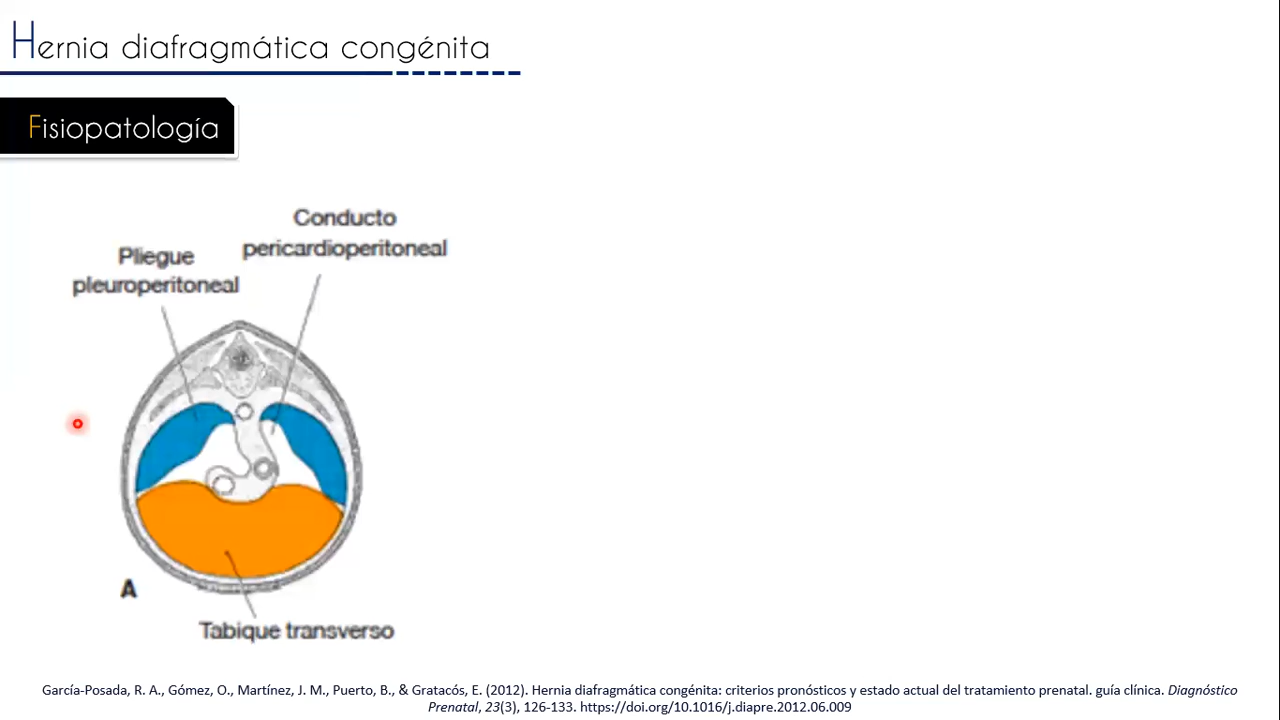 Hernia diafragmática congénita
Fisiopatología
Conducto
pericardioperitoneal
Pliegue
pleuroperitoneal
A
Tabique transverso
García-Posada, R. A., Gómez, O., Martínez, J. M., Puerto, B., & Gratacós, E. (2012). Hernia diafragmática congénita: criterios pronósticos y estado actual del tratamiento prenatal. guía clínica. Diagnóstico
Prenatal, 23(3), 126-133. https://doi.org/10.1016/j.diapre.2012.06.009